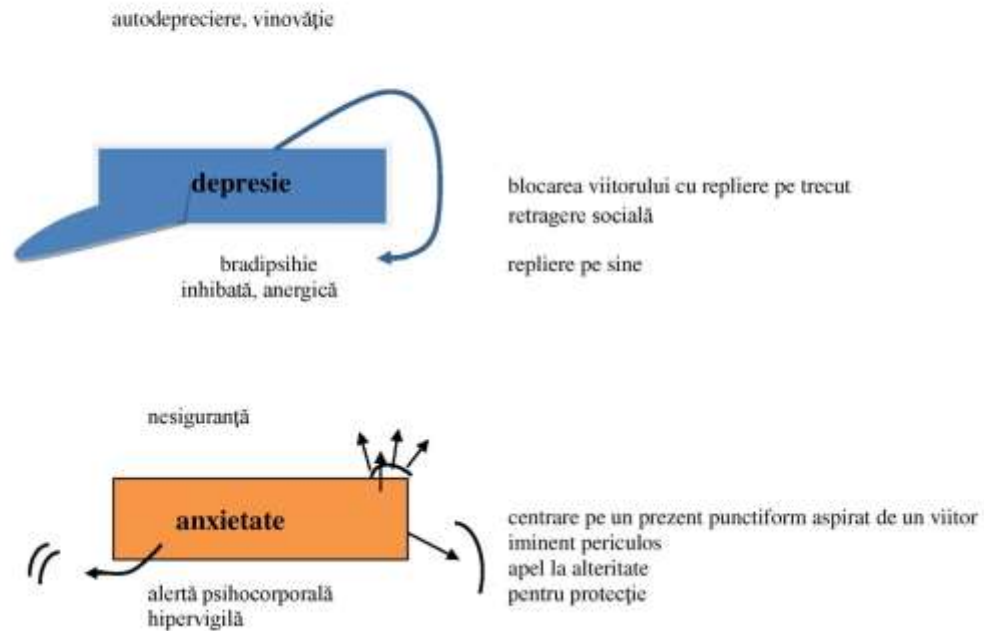 autodepreciere, vinovăție
depresie
blocarea viitorului cu repliere pe trecut
retragere socială
bradipsihie
repliere pe sine
inhibată, anergică
nesiguranţă
anxietate
centrare pe un prezent punctiform aspirat de un viitor
iminent periculos
apel la alteritate
alertă psihocorporală
pentru protecţie
hipervigilă